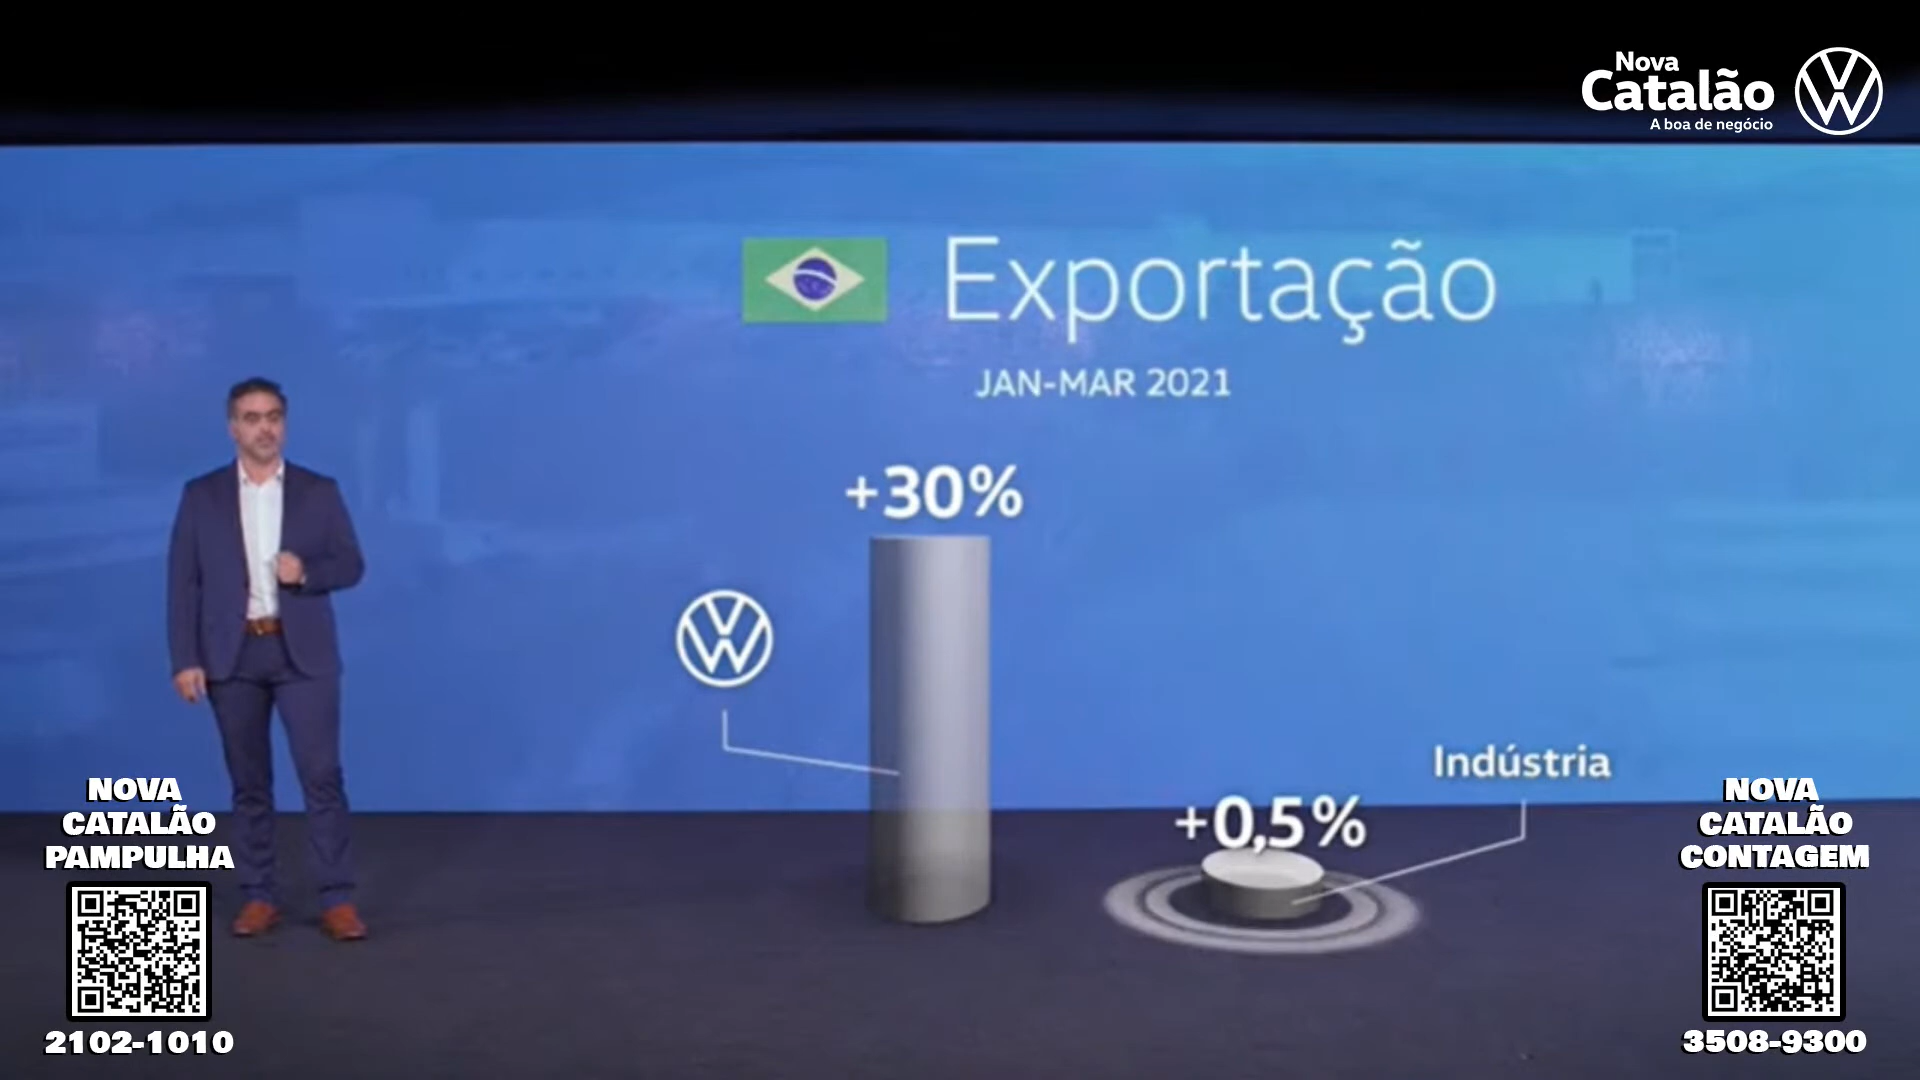 Nova
Catalão
A boa de negócio
Exportação
JAN-MAR 2021
+30%
Indústria
+0,5%
NOVA
CATALÃO
PAMPULHA
2102-1010
NOVA
CATALÃO
CONTAGEM
3508-9300